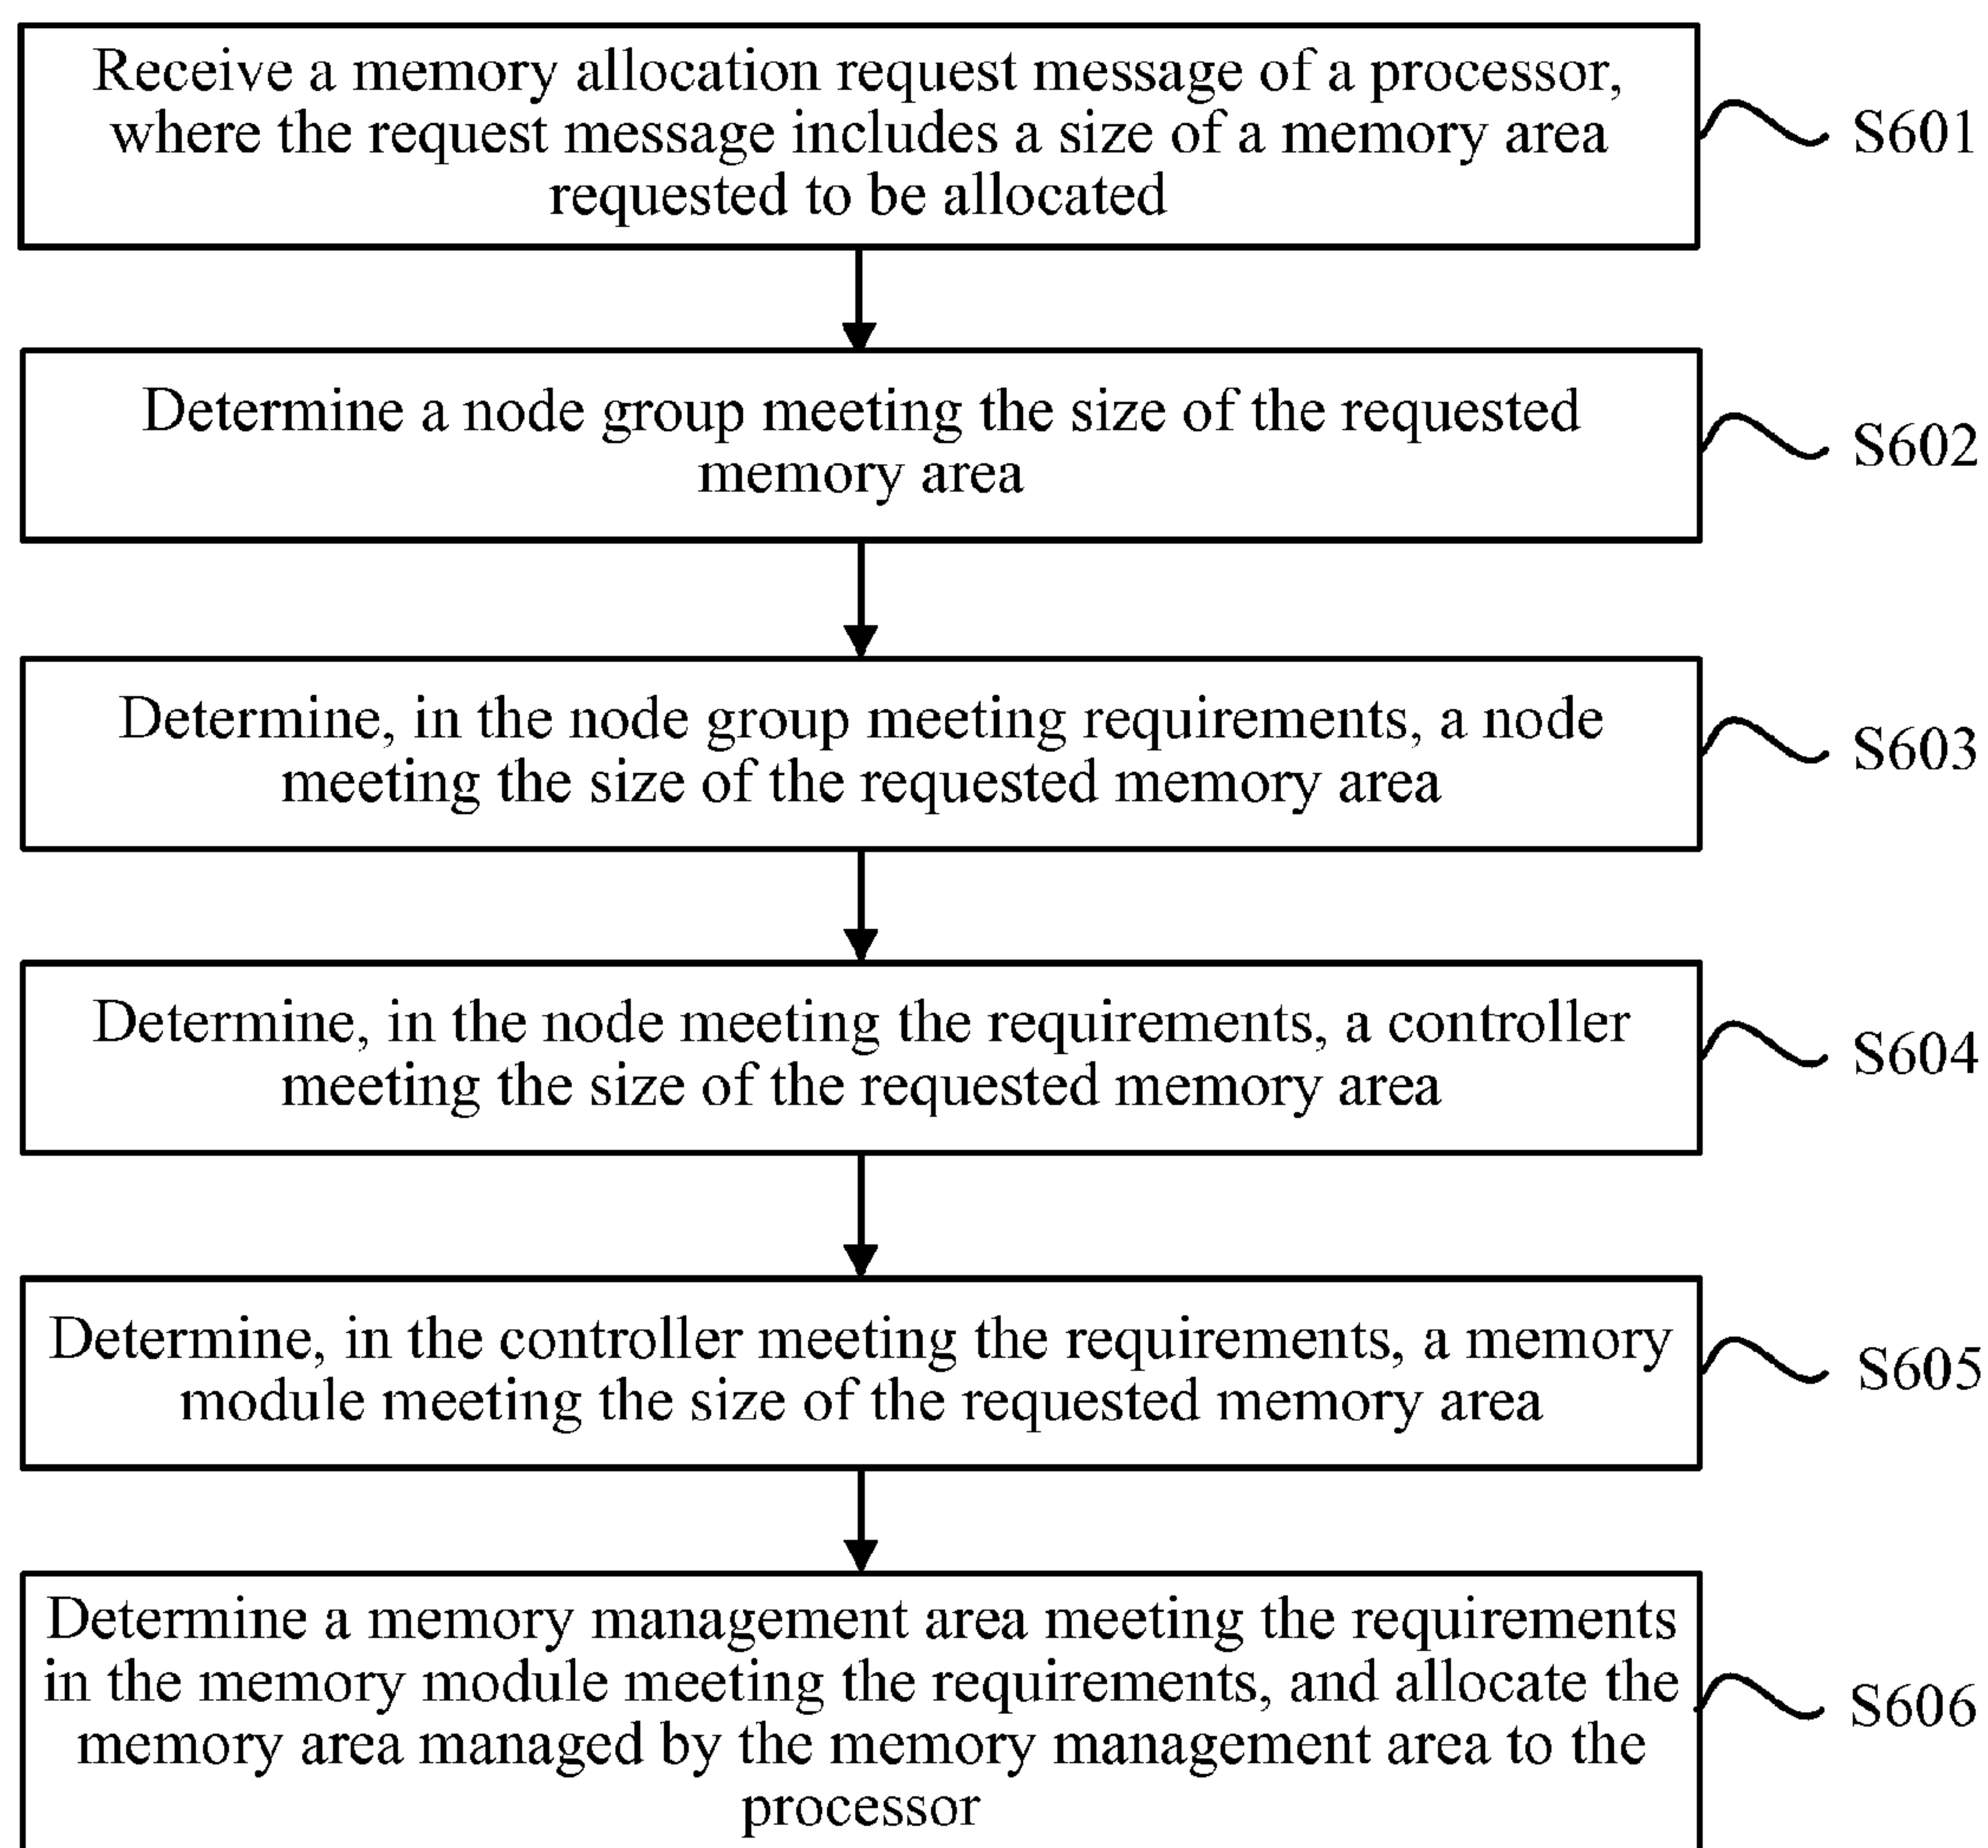 Receive a memory allocation request message of a processor,
where the request message includes a size of a memory area
requested to be allocated
S601
Determine a node group meeting the size of the requested
memory area
S602
Determine, in the node group meeting requirements, a node
meeting the size of the requested memory area
S603
Determine, in the node meeting the requirements, a controller
meeting the size of the requested memory area
S604
Determine, in the controller meeting the requirements, a memory
module meeting the size of the requested memory area
S605
Determine a memory management area meeting the requirements
in the memory module meeting the requirements, and allocate the
memory area managed by the memory management area to the
processor
S606